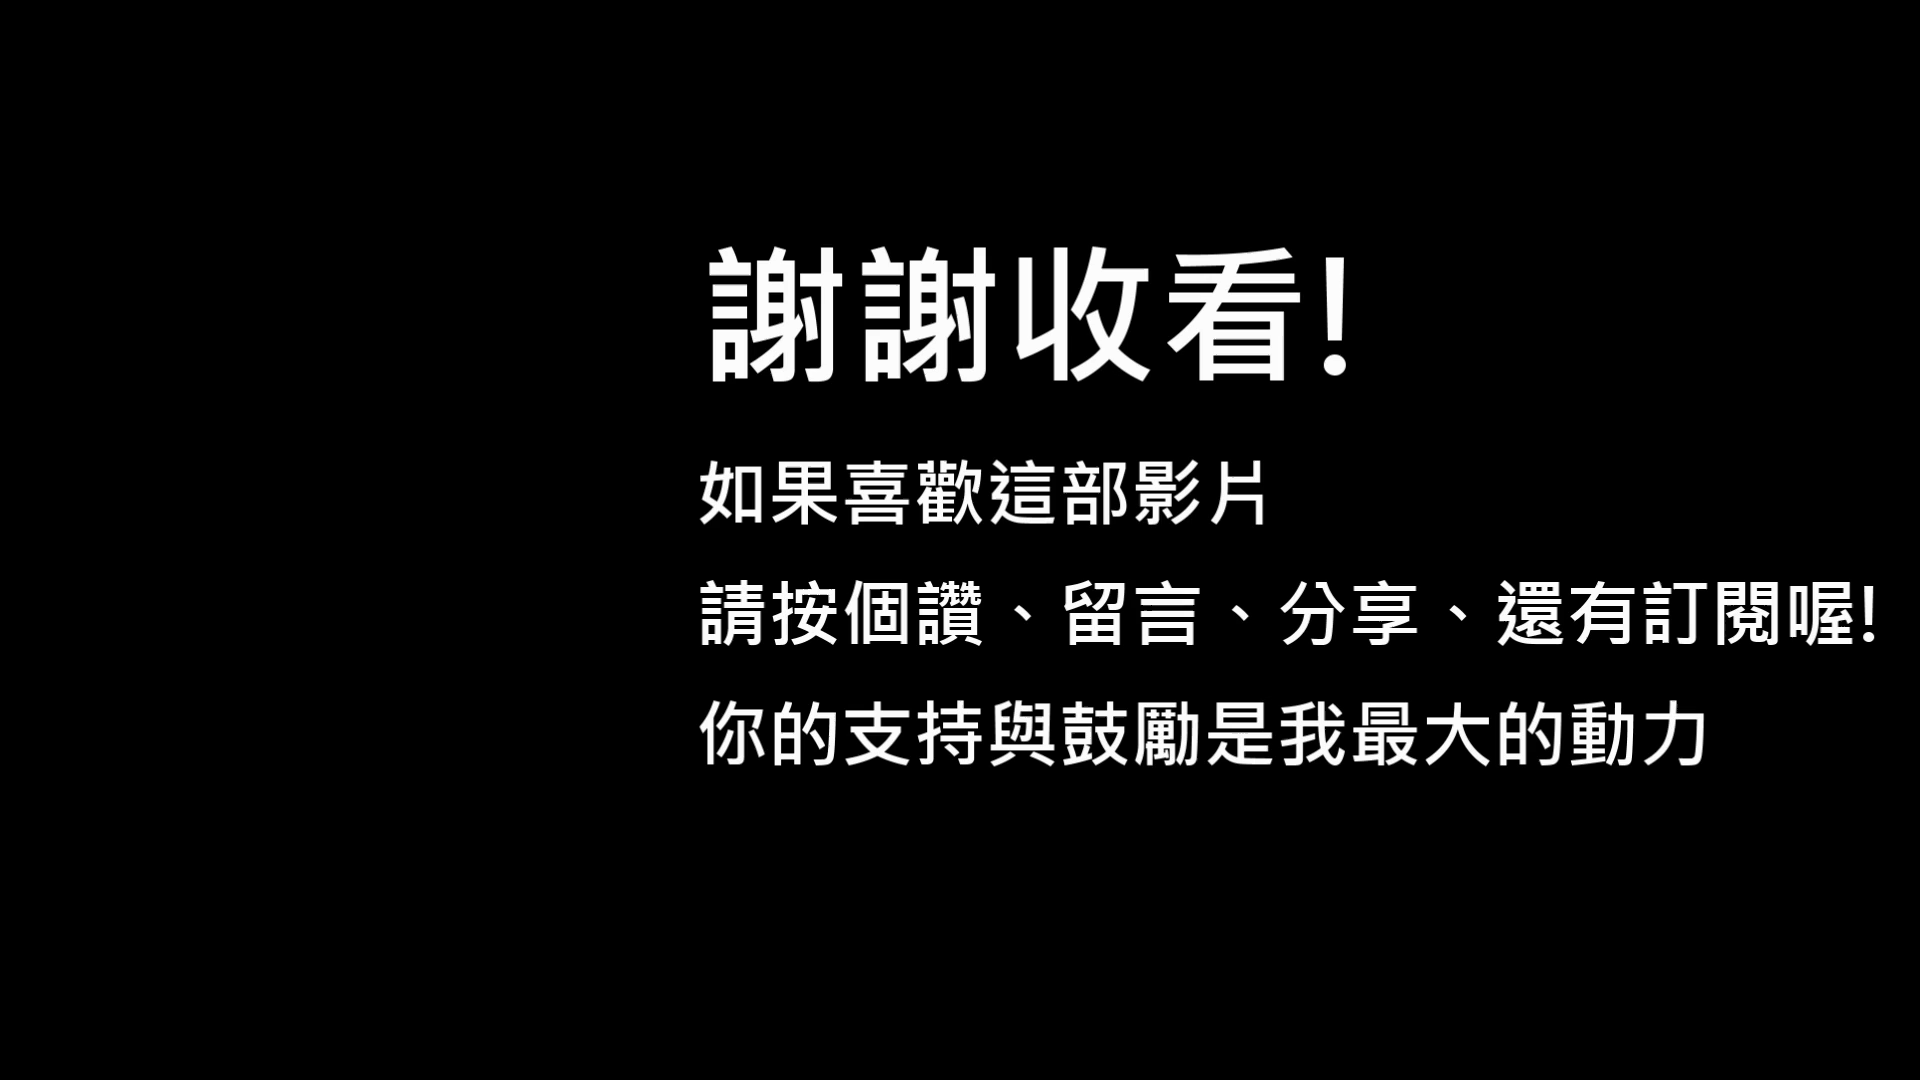 謝謝收看!
如果喜歡這部影片
請按個讚、留言、分享、還有訂閱喔!
你的支持與鼓勵是我最大的動力